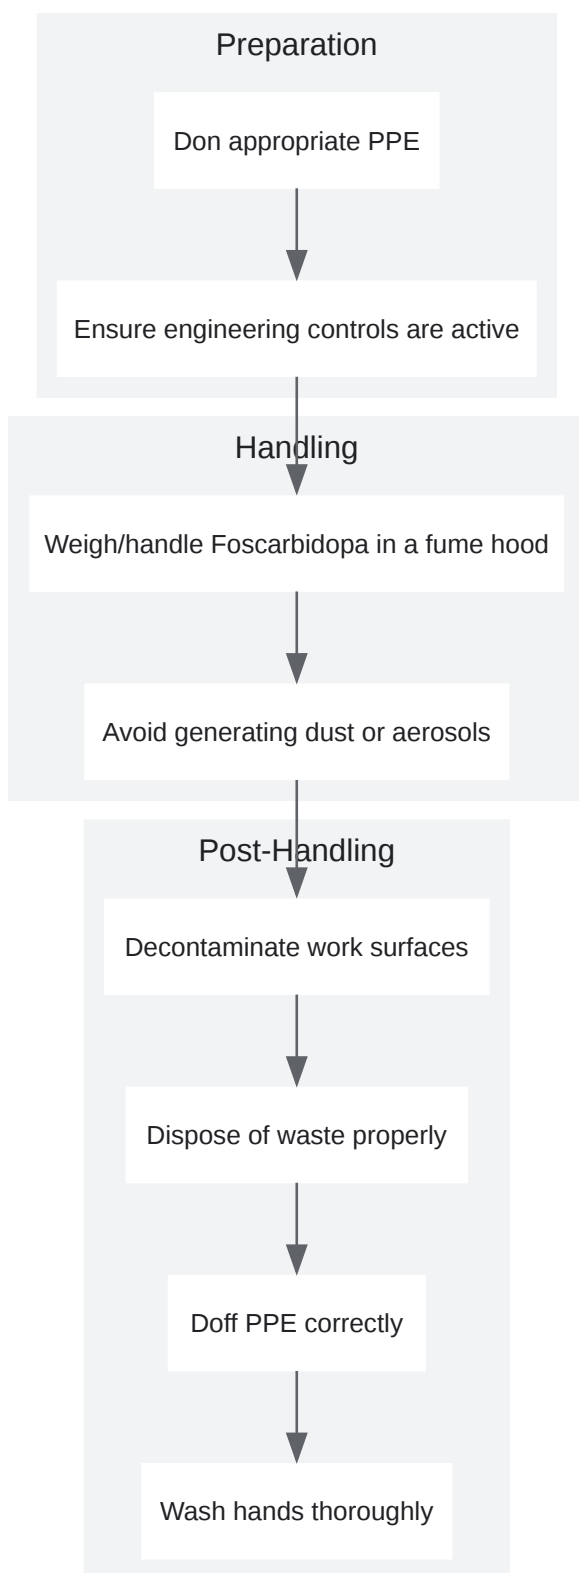 Preparation
Don appropriate PPE
Ensure engineering controls are active
Handling
Weigh/handle Foscarbidopa in a fume hood
Avoid generating dust or aerosols
Post-Handling
Decontaminate work surfaces
Dispose of waste properly
Doff PPE correctly
Wash hands thoroughly